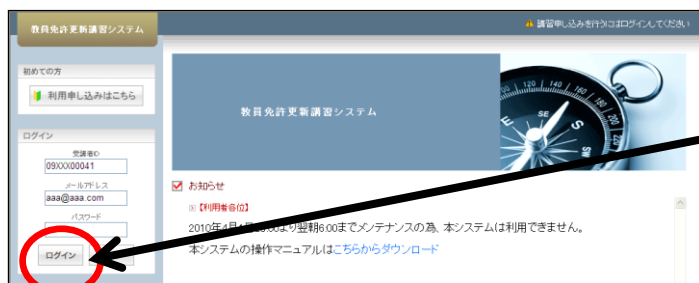 教員免許更新講習システム
講習申し込みを行うにはログインしてください
初めての方
利用申し込みはこちら
ログイン
受講者ID
09XXX00041
メールアドレス
aaa@aaa.com
パスワード
ログイン
教員免許更新講習システム
120 140 160
SE
S
お知らせ
【利用者各位】
2010年4月 より翌朝6:00までメンテナンスの為、本システムは利用できません。
本システムの操作マニュアルはこちらからダウンロード